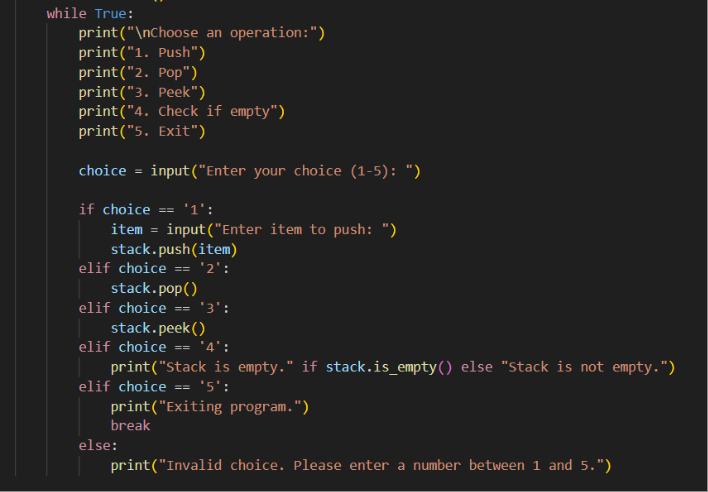 while True:
    print("\nChoose an operation:")
    print("1. Push")
    print("2. Pop")
    print("3. Peek")
    print("4. Check if empty")
    print("5. Exit")

    choice = input("Enter your choice (1-5): ")

    if choice == '1':
        item = input("Enter item to push: ")
        stack.push(item)
    elif choice == '2':
        stack.pop()
    elif choice == '3':
        stack.peek()
    elif choice == '4':
        print("Stack is empty." if stack.is_empty() else "Stack is not empty.")
    elif choice == '5':
        print("Exiting program.")
        break
    else:
        print("Invalid choice. Please enter a number between 1 and 5.")